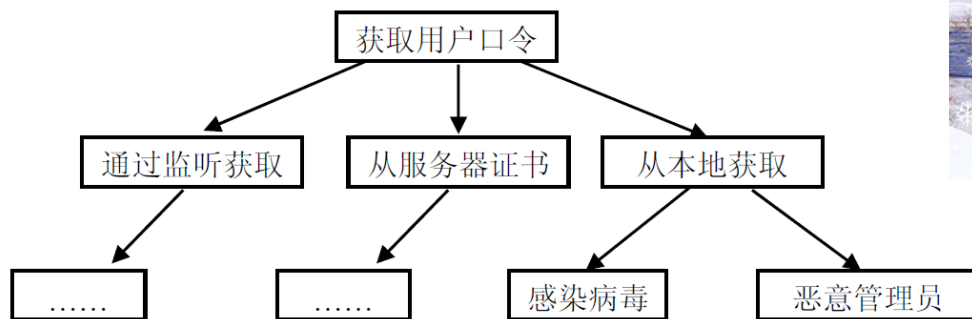 获取用户口令
通过监听获取
从服务器证书
从本地获取
......
......
感染病毒
恶意管理员